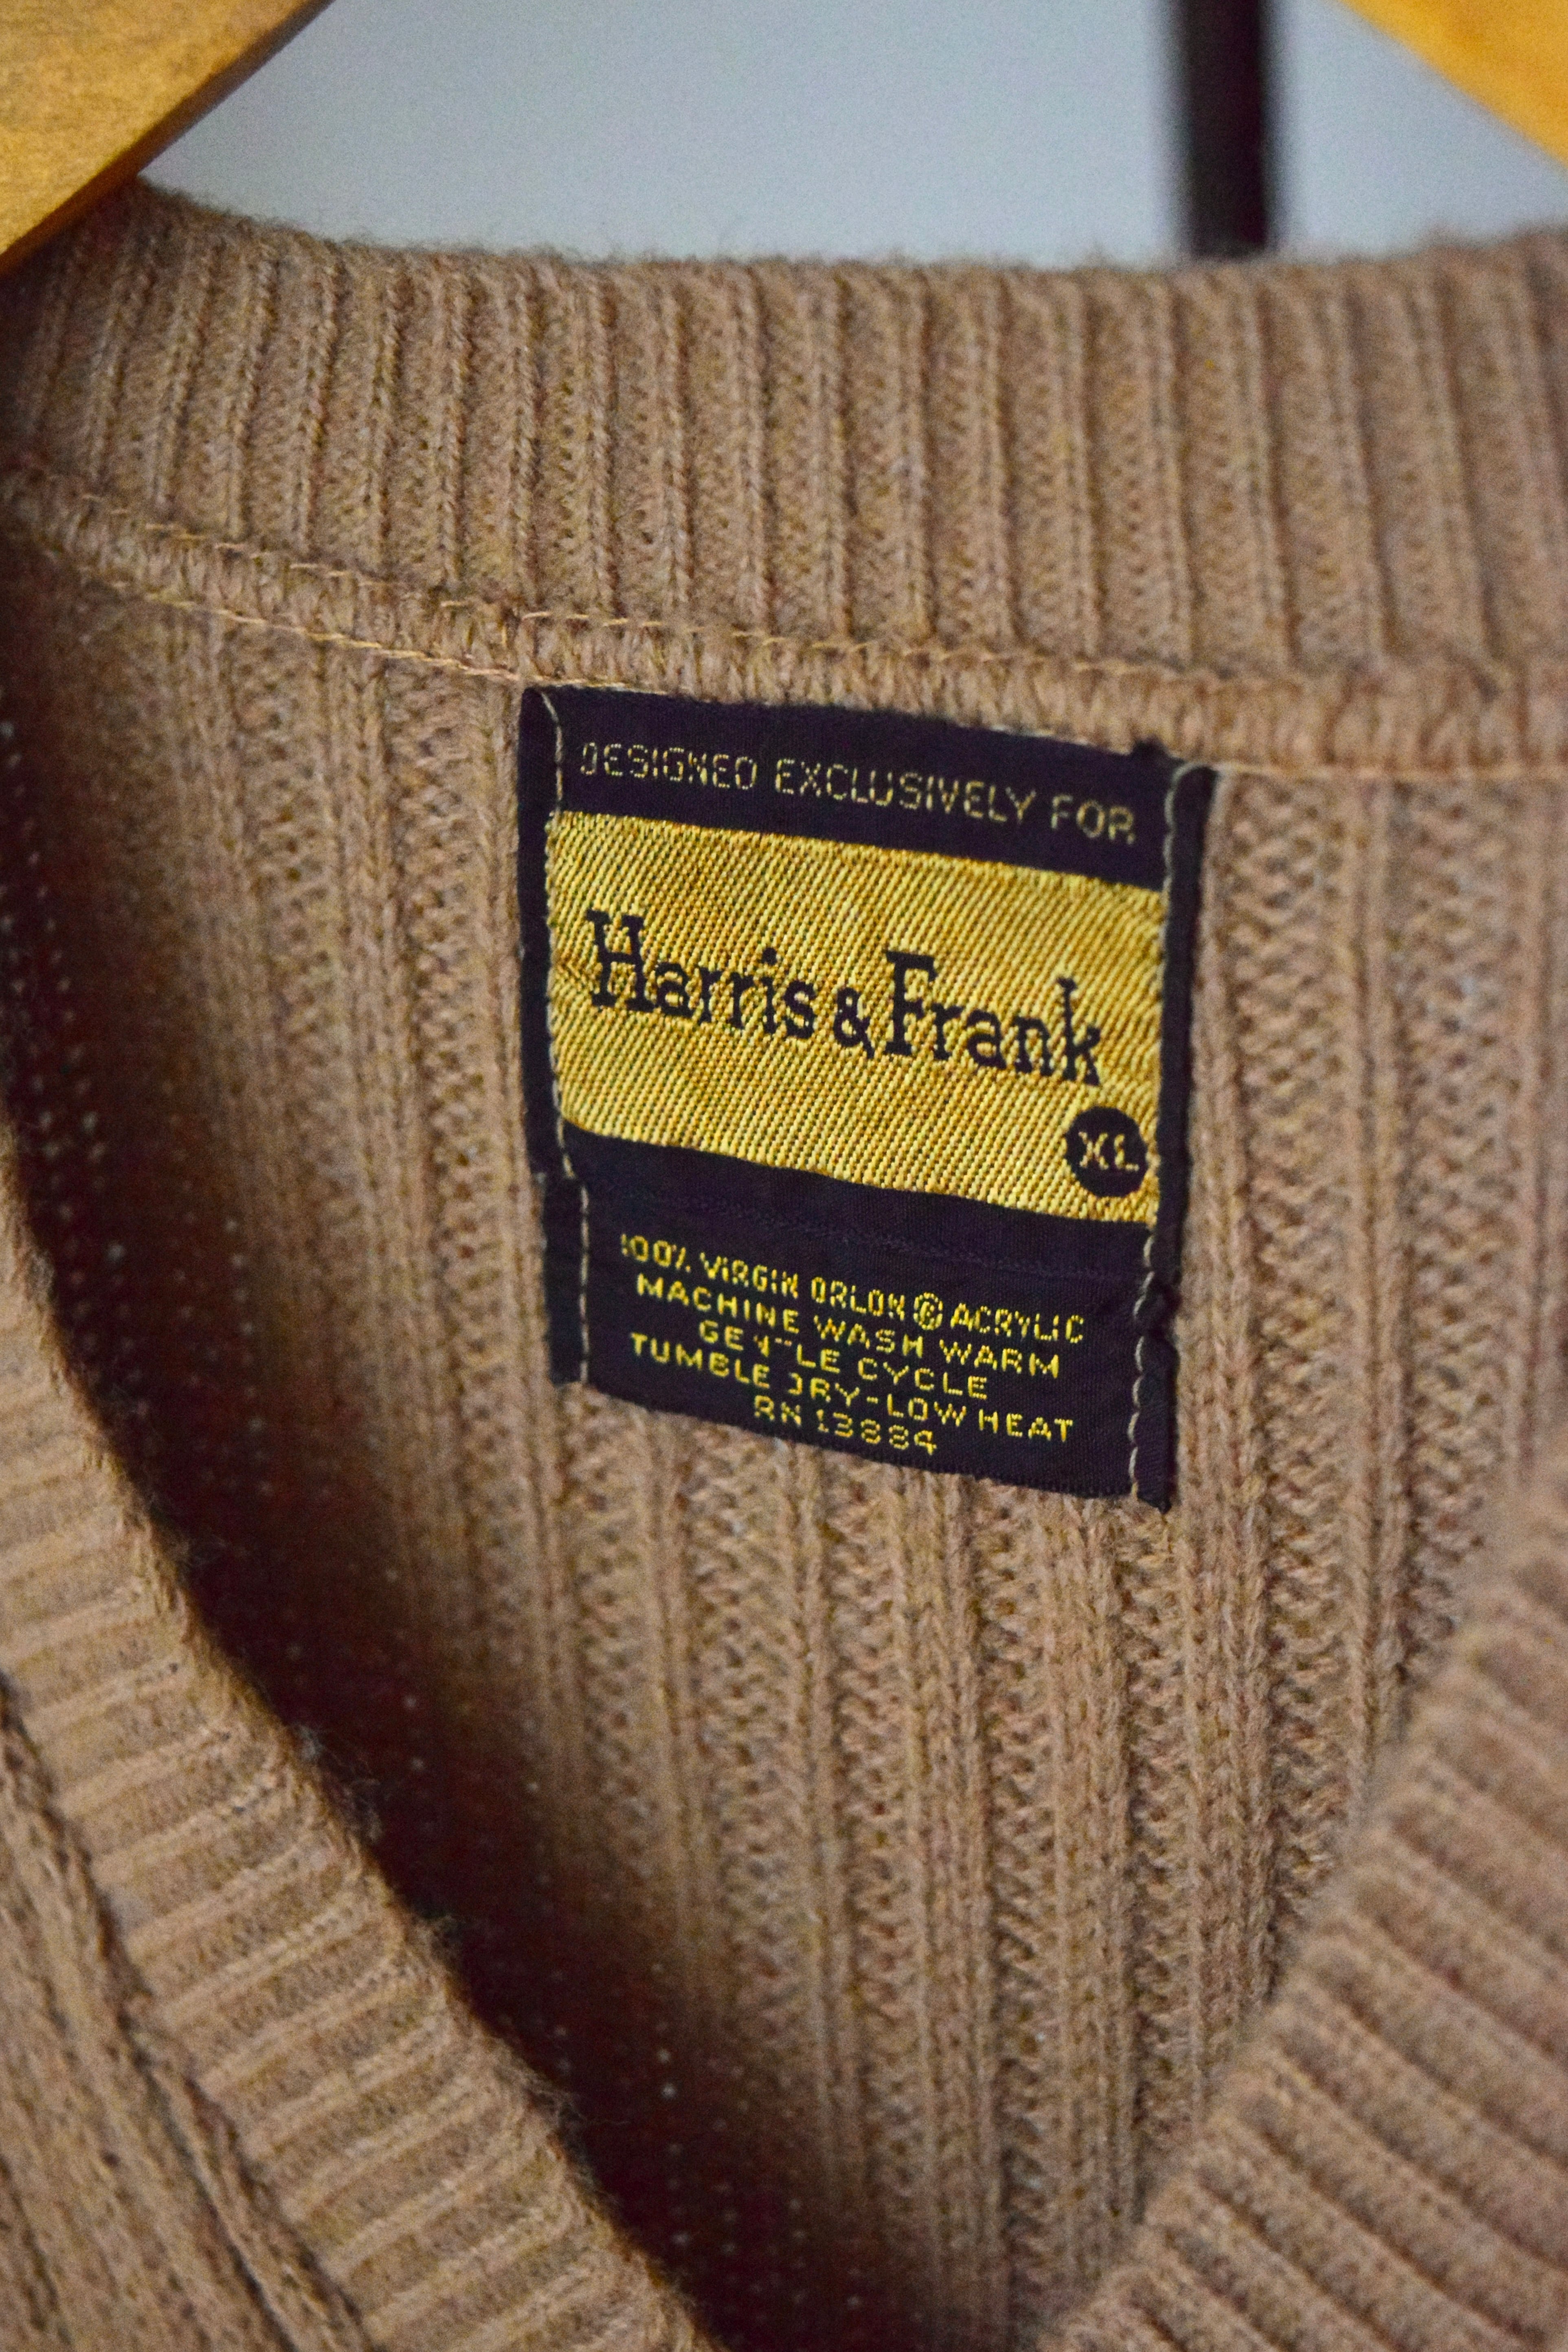 DESIGNED EXCLUSIVELY FOR
Harris & Frank
XL
100% VIRGIN ORLON ® ACRYLIC
MACHINE WASH WARM
GENTLE CYCLE
TUMBLE DRY-LOW HEAT
RN 13884